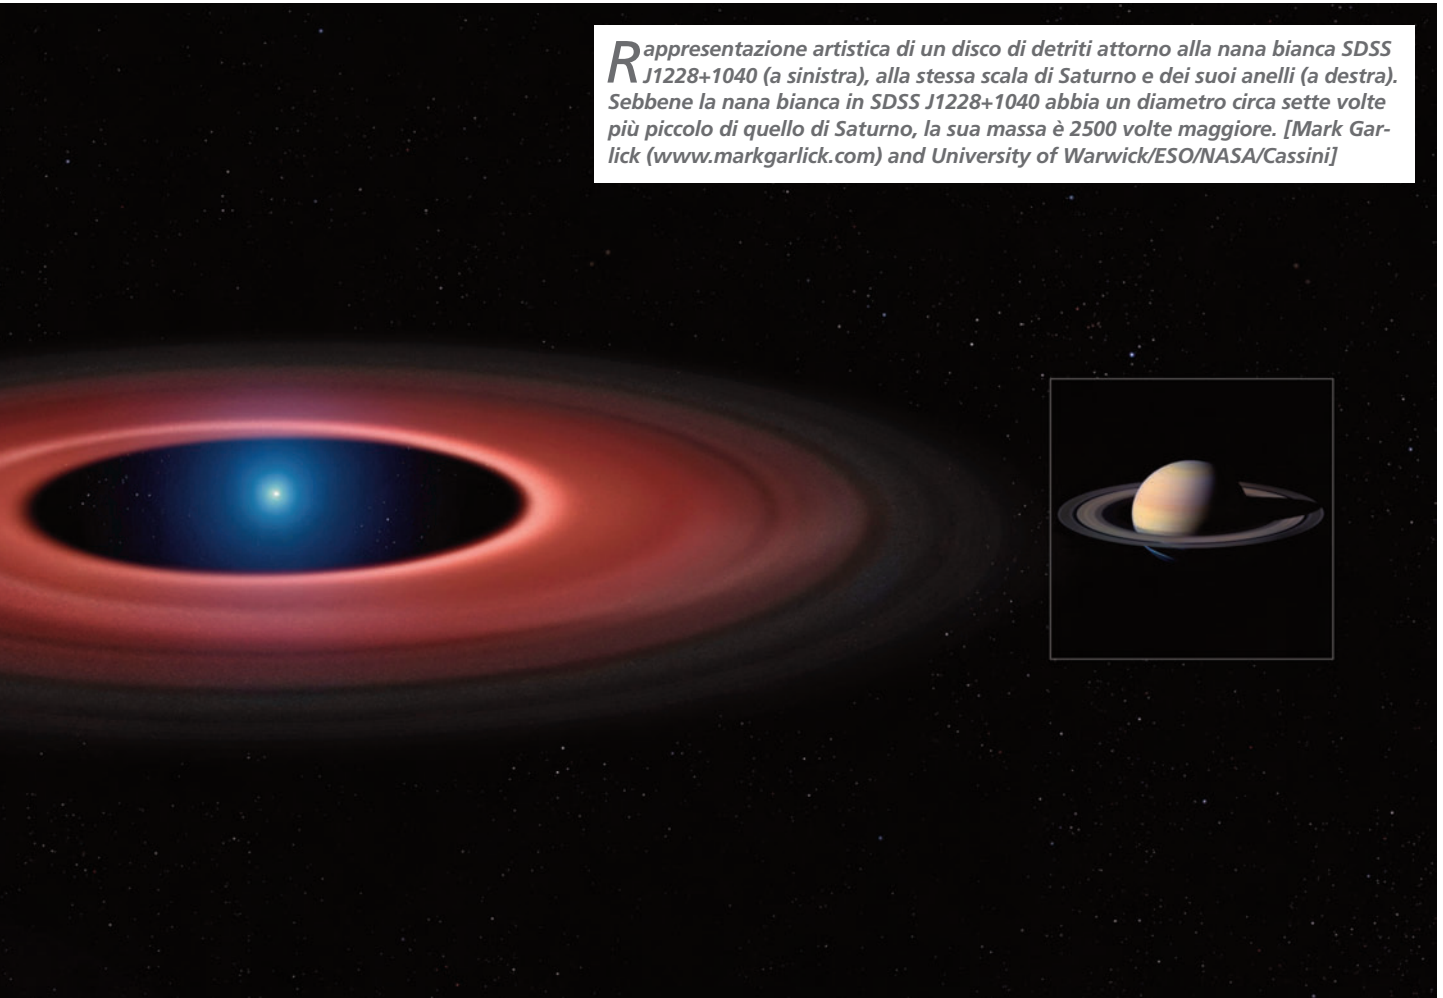 Rappresentazione artistica di un disco di detriti attorno alla nana bianca SDSS
J1228+1040 (a sinistra), alla stessa scala di Saturno e dei suoi anelli (a destra).
Sebbene la nana bianca in SDSS J1228+1040 abbia un diametro circa sette volte
più piccolo di quello di Saturno, la sua massa è 2500 volte maggiore. [Mark Gar-
lick (www.markgarlick.com) and University of Warwick/ESO/NASA/Cassini]